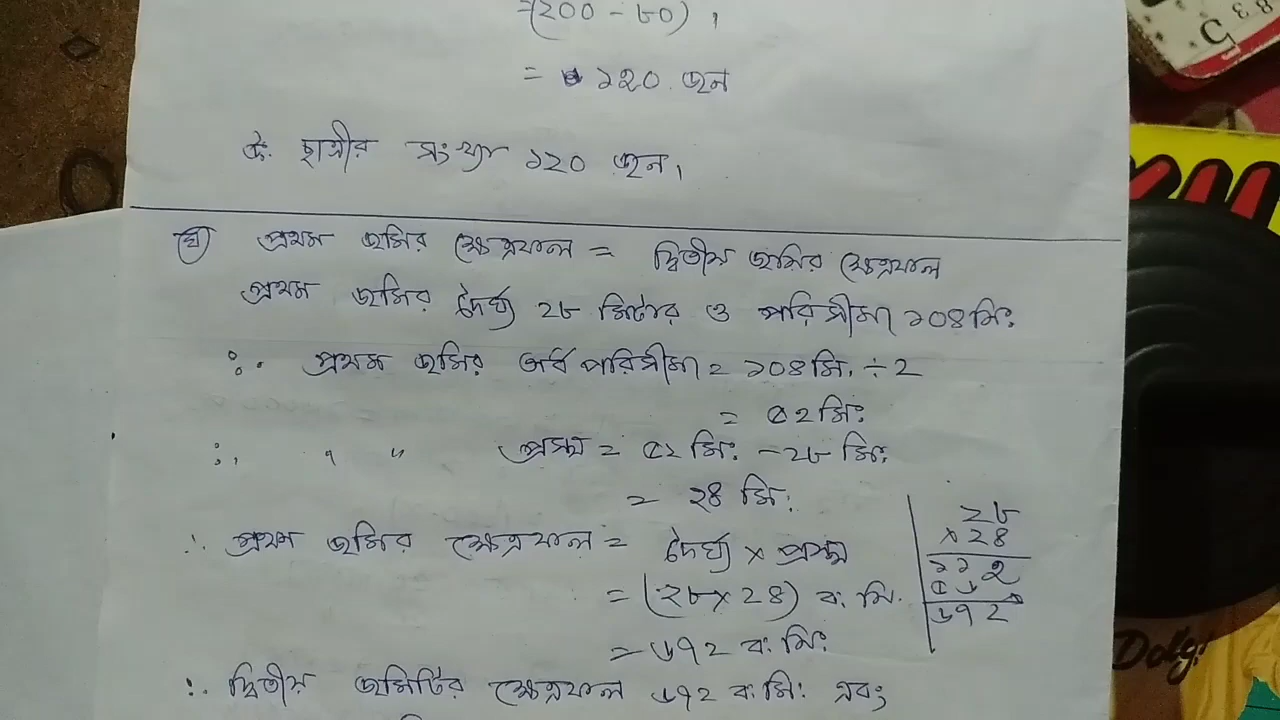 =(২০০ - ৮০) ,
= ১২০ জন
উঃ ছাত্রীর সংখ্যা ১২০ জন,
(ঘ) প্রথম জমির ক্ষেত্রফল = দ্বিতীয় জমির ক্ষেত্রফল
প্রথম জমির দৈর্ঘ্য ২৮ মিটার ও পরিসীমা ১০৪ মিঃ
∴ প্রথম জমির অর্ধ পরিসীমা = ১০৪ মি. ÷ ২
= ৫২ মিঃ
∴ " " প্রস্থ = ৫২ মিঃ - ২৮ মিঃ
= ২৪ মি.
∴ প্রথম জমির ক্ষেত্রফল = দৈর্ঘ্য × প্রস্থ
= (২৮ × ২৪) ব. মি.
= ৬৭২ ব. মিঃ
২৮
× ২৪
১১২
৫৬
৬৭২
∴ দ্বিতীয় জমিটির ক্ষেত্রফল ৬৭২ ব. মি. এবং
Dolly